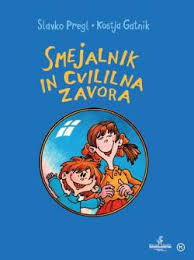 Slavko Pregl - Kostja Gatnik
SMEJALNIK
IN CVILILNA
ZAVORA